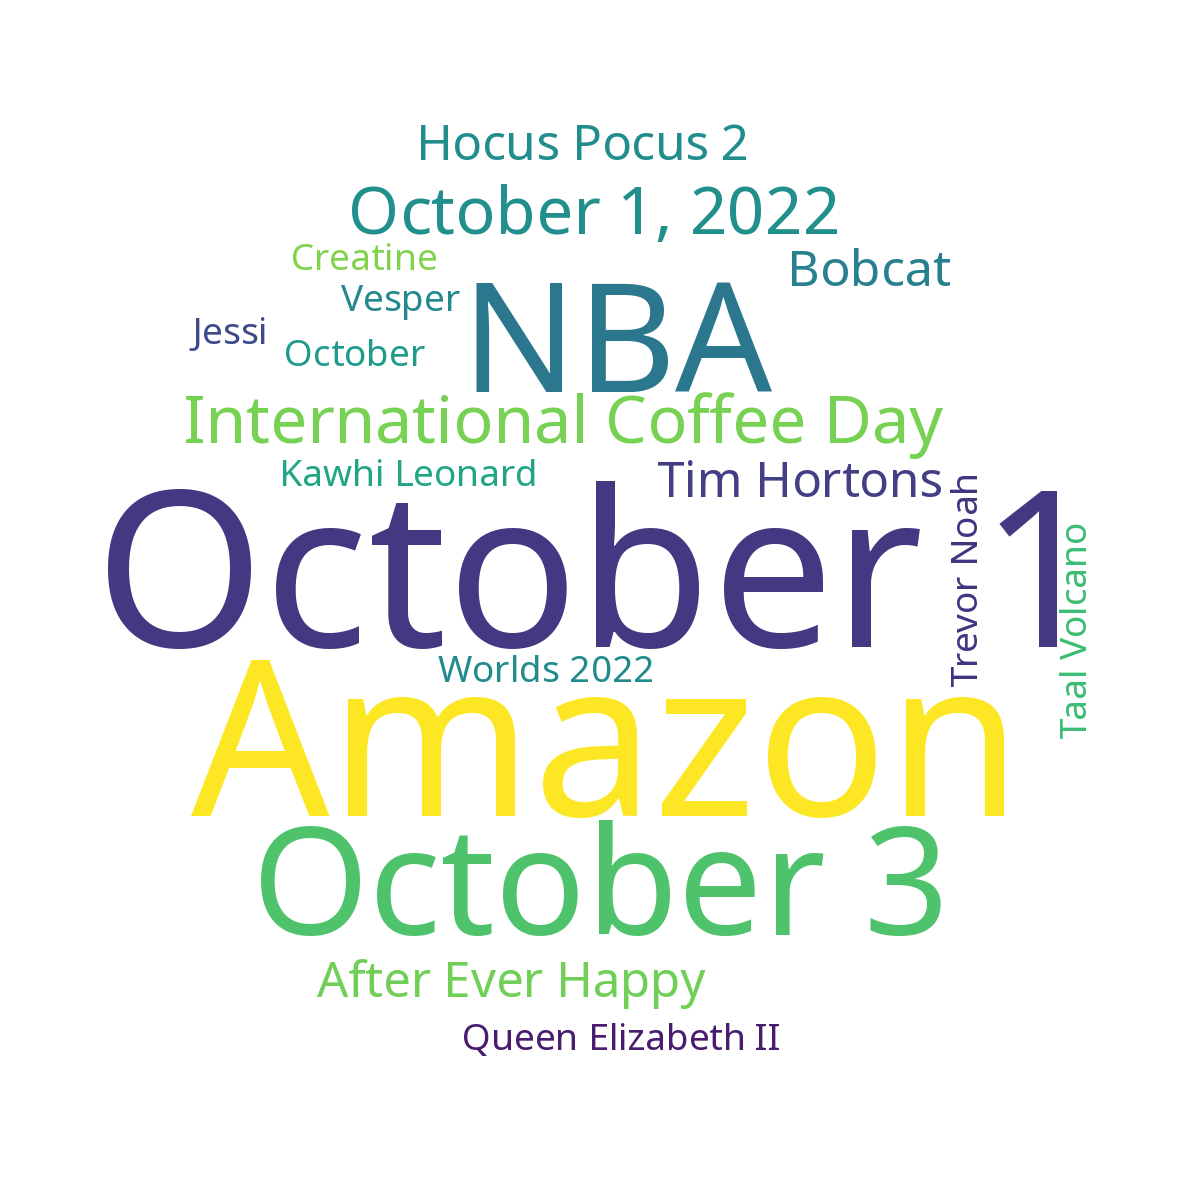 Hocus Pocus 2
October 1, 2022
Creatine
Bobcat
Vesper
NBA
Jessi
October
International Coffee Day
Kawhi Leonard
Tim Hortons
October 1
Trevor Noah
Taal Volcano
Worlds 2022
Amazon
October 3
After Ever Happy
Queen Elizabeth II